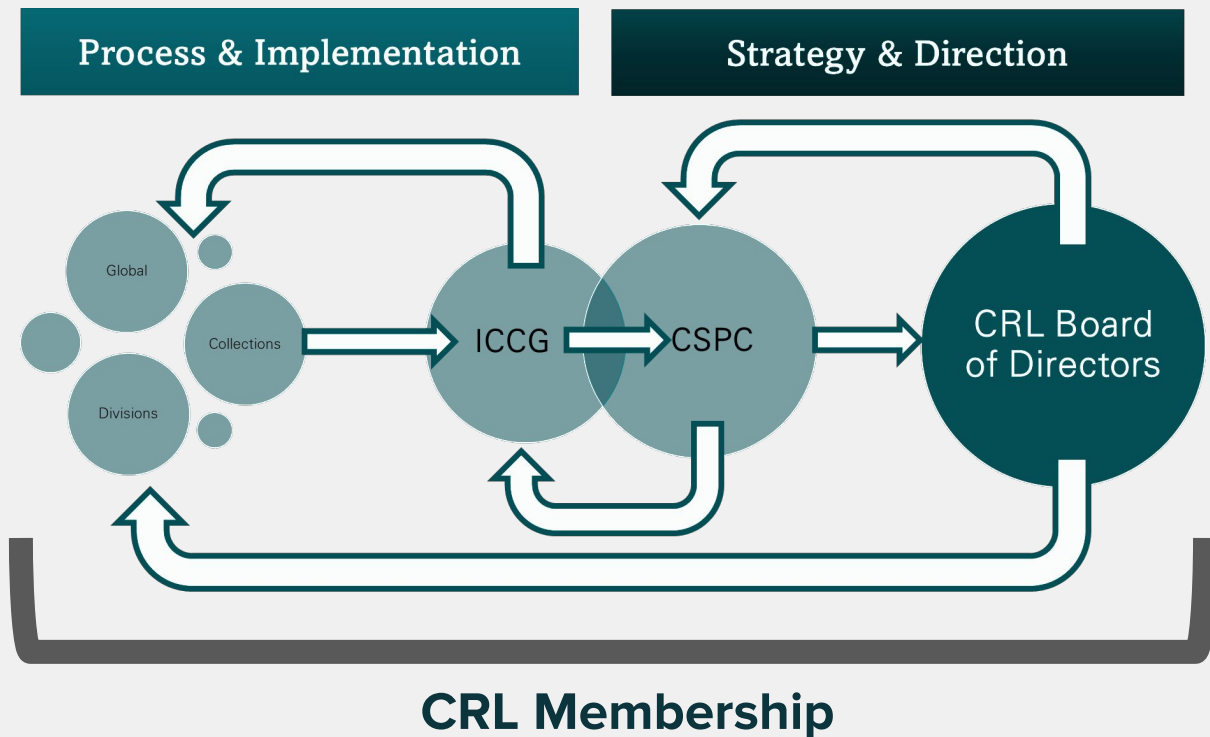 Process & Implementation
Strategy & Direction
Global
Collections
Divisions
ICCG
CSPC
CRL Board
of Directors
CRL Membership